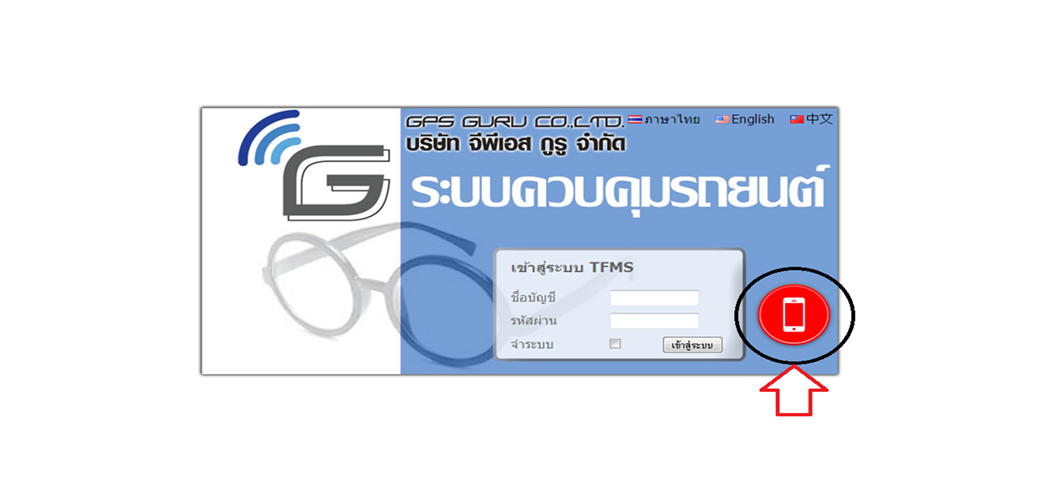 GPS GURU CO.,LTD.
ภาษาไทย English 中文
บริษัท จีพีเอส กูรู จำกัด
ระบบควบคุมรถยนต์
เข้าสู่ระบบ TFMS
ชื่อบัญชี
รหัสผ่าน
จำระบบ
เข้าสู่ระบบ